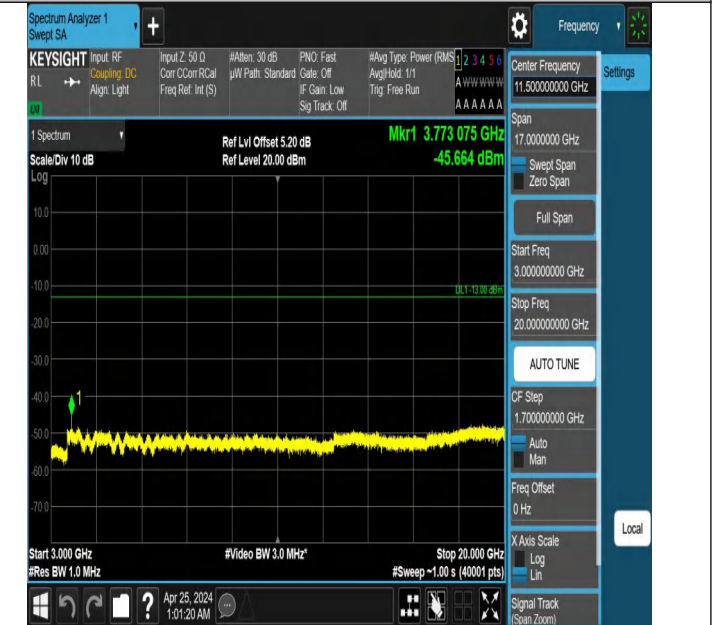 Spectrum Analyzer 1
Swept SA
+
Frequency
KEYSIGHT
RL
LXI
Input: RF
Coupling: DC
Align: Light
Input Z: 50 Ω
Corr CCorr RCal
Freq Ref: Int (S)
#Atten: 30 dB
µW Path: Standard
PNO: Fast
Gate: Off
IF Gain: Low
Sig Track: Off
#Avg Type: Power (RMS
Avg|Hold: 1/1
Trig: Free Run
1 2 3 4 5 6
A W W W W W
A A A A A A
1 Spectrum
Scale/Div 10 dB
Log
Ref Lvl Offset 5.20 dB
Ref Level 20.00 dBm
Mkr1 3.773 075 GHz
-45.664 dBm
10.0
0.00
-10.0
DL1 -13.00 dBm
-20.0
-30.0
-40.0
1
-50.0
-60.0
-70.0
Start 3.000 GHz
#Res BW 1.0 MHz
#Video BW 3.0 MHz*
Stop 20.000 GHz
#Sweep ~1.00 s (40001 pts)
Apr 25, 2024
1:01:20 AM
?
Center Frequency
11.500000000 GHz
Settings
Span
17.0000000 GHz
Swept Span
Zero Span
Full Span
Start Freq
3.000000000 GHz
Stop Freq
20.000000000 GHz
AUTO TUNE
CF Step
1.700000000 GHz
Auto
Man
Freq Offset
0 Hz
Local
X Axis Scale
Log
Lin
Signal Track
(Span Zoom)